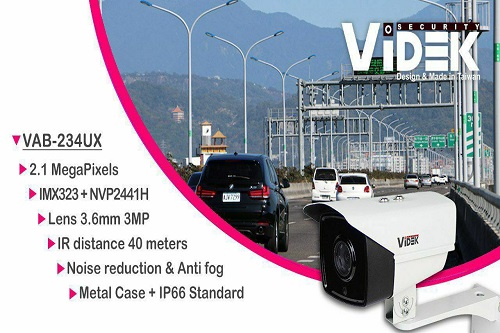 SECURITY
ViDEK
Design & Made in Taiwan
VAB-234UX
2.1 MegaPixels
IMX323 + NVP2441H
Lens 3.6mm 3MP
IR distance 40 meters
Noise reduction & Anti fog
Metal Case + IP66 Standard
ViDEK